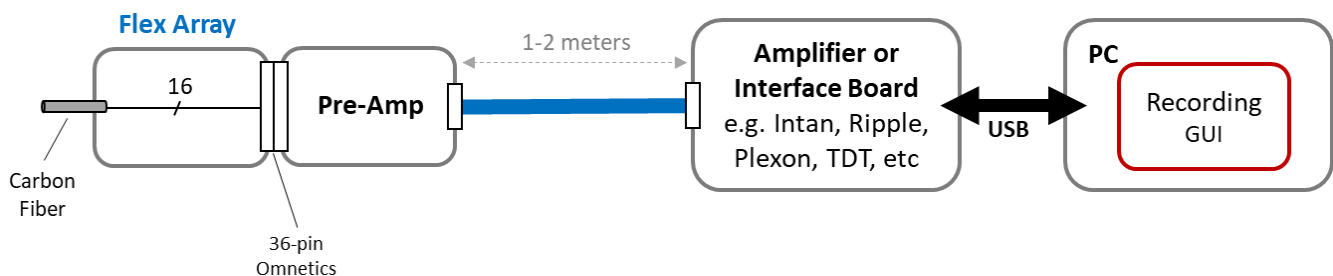 Flex Array
16
Carbon
Fiber
36-pin
Omnetics
Pre-Amp
1-2 meters
Amplifier or
Interface Board
e.g. Intan, Ripple,
Plexon, TDT, etc
USB
PC
Recording
GUI